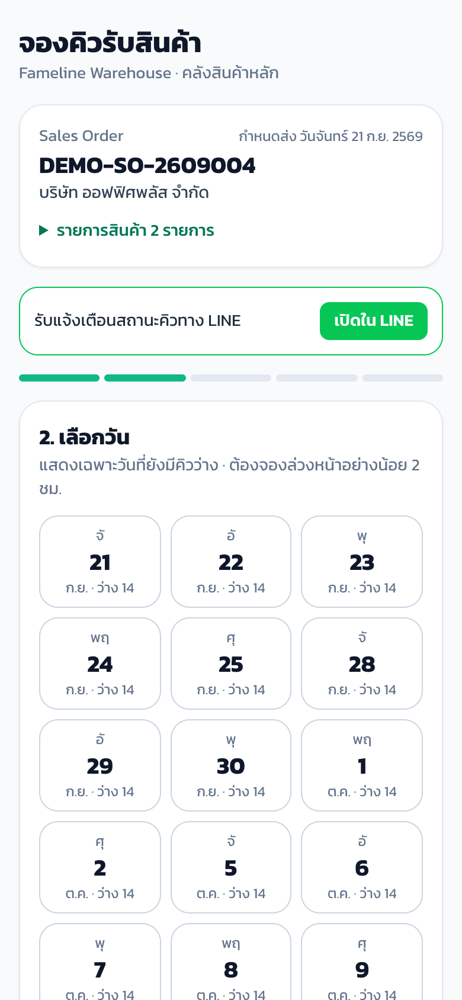 จองคิวรับสินค้า
Fameline Warehouse · คลังสินค้าหลัก
Sales Order
กำหนดส่ง วันจันทร์ 21 ก.ย. 2569
DEMO-SO-2609004
บริษัท ออฟฟิศพลัส จำกัด
▶ รายการสินค้า 2 รายการ
รับแจ้งเตือนสถานะคิวทาง LINE
เปิดใน LINE
2. เลือกวัน
แสดงเฉพาะวันที่ยังมีคิวว่าง · ต้องจองล่วงหน้าอย่างน้อย 2
ชม.
จั
21
ก.ย. · ว่าง 14
อั
22
ก.ย. · ว่าง 14
พุ
23
ก.ย. · ว่าง 14
พฤ
24
ก.ย. · ว่าง 14
ศุ
25
ก.ย. · ว่าง 14
จั
28
ก.ย. · ว่าง 14
อั
29
ก.ย. · ว่าง 14
พุ
30
ก.ย. · ว่าง 14
พฤ
1
ต.ค. · ว่าง 14
ศุ
2
ต.ค. · ว่าง 14
จั
5
ต.ค. · ว่าง 14
อั
6
ต.ค. · ว่าง 14
พุ
7
ต.ค. · ว่าง 14
พฤ
8
ต.ค. · ว่าง 14
ศุ
9
ต.ค. · ว่าง 14